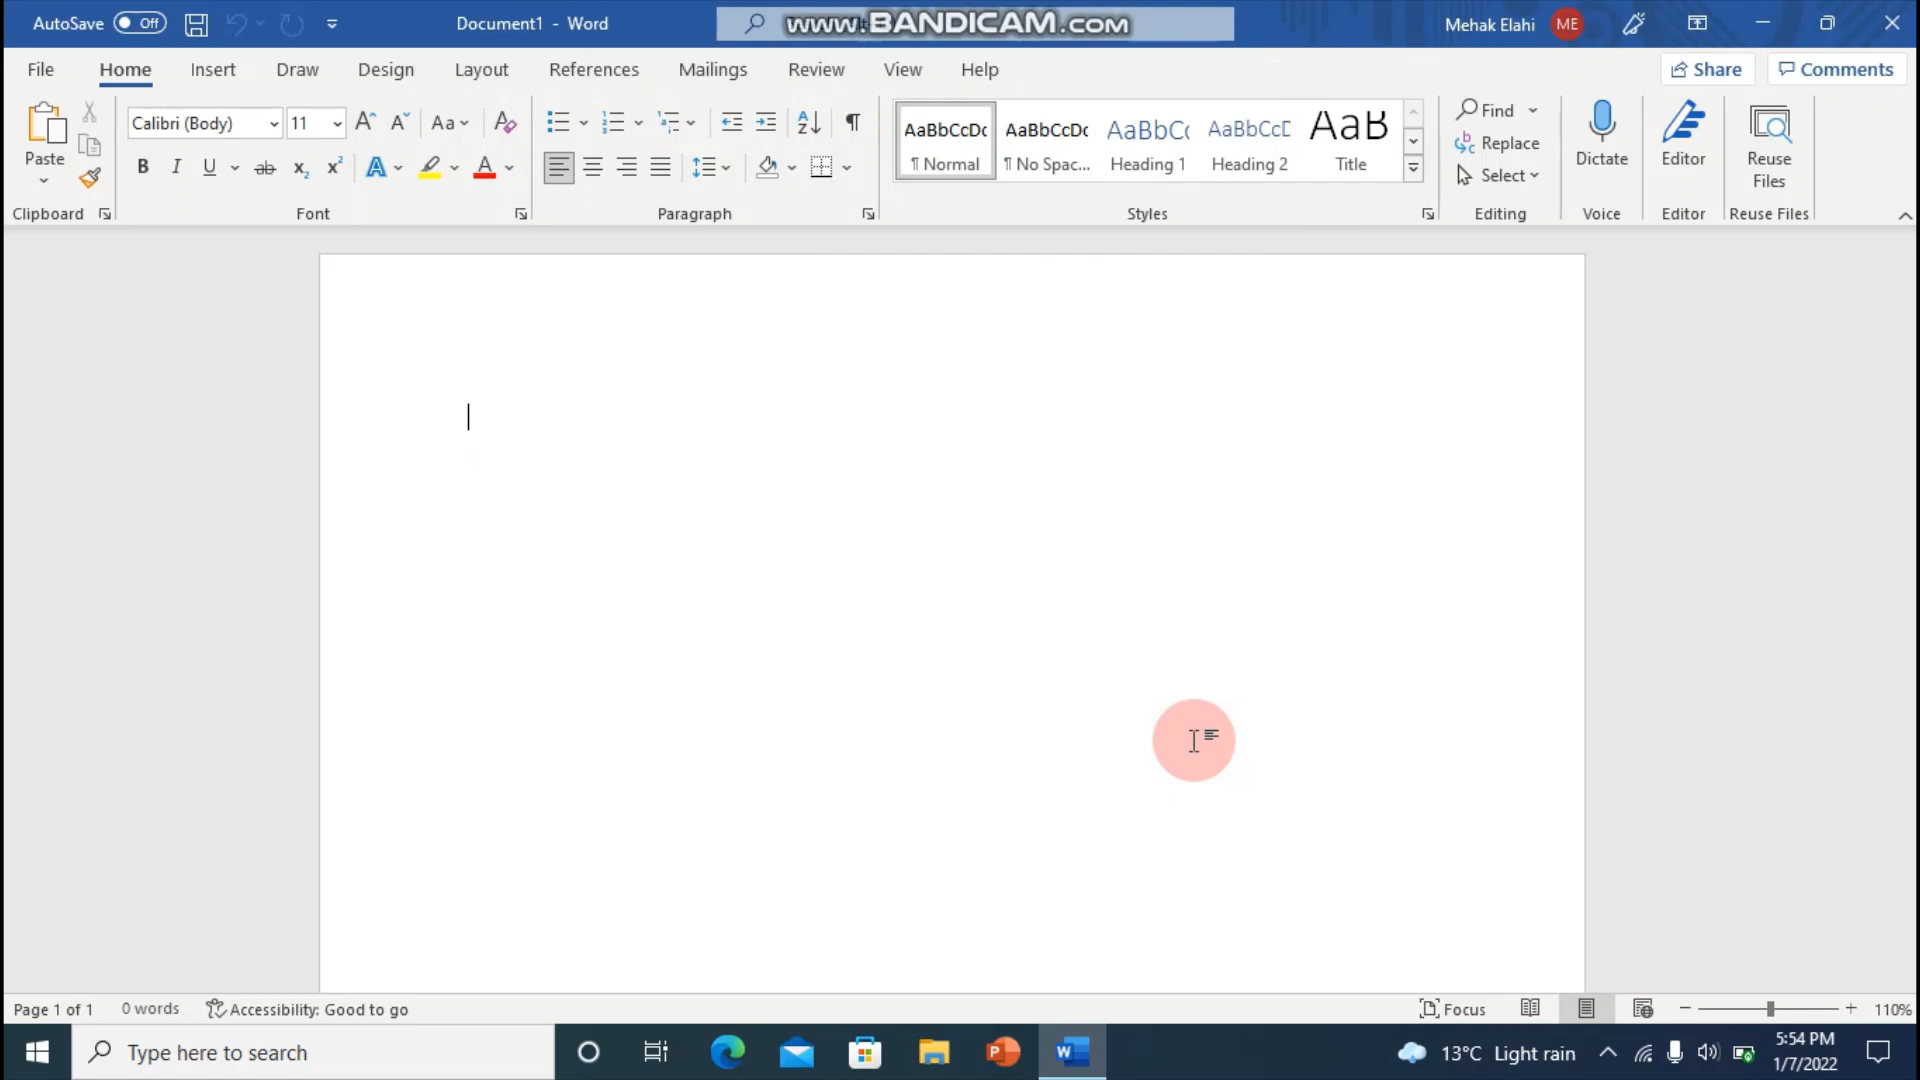 AutoSave Off Document1 - Word www.BANDICAM.com Mehak Elahi ME
File Home Insert Draw Design Layout References Mailings Review View Help Share Comments
Paste
Clipboard
Calibri (Body) 11 A A Aa A
B I U ab x₂ x² A A
Font
A Z ¶
Paragraph
AaBbCcDc AaBbCcDc AaBbCc AaBbCcD AaB
¶ Normal ¶ No Spac... Heading 1 Heading 2 Title
Styles
Find
Replace
Select
Editing
Dictate
Voice
Editor
Editor
Reuse
Files
Reuse Files
Page 1 of 1 0 words Accessibility: Good to go Focus 110%
Type here to search P W 13°C Light rain 5:54 PM
1/7/2022